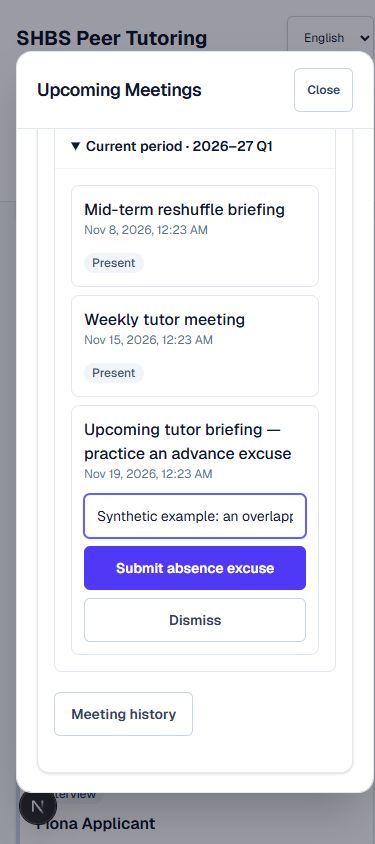 SHBS Peer Tutoring
English
Upcoming Meetings
Close
▼ Current period · 2026–27 Q1
Mid-term reshuffle briefing
Nov 8, 2026, 12:23 AM
Present
Weekly tutor meeting
Nov 15, 2026, 12:23 AM
Present
Upcoming tutor briefing —
practice an advance excuse
Nov 19, 2026, 12:23 AM
Synthetic example: an overlapp
Submit absence excuse
Dismiss
Meeting history
N
terview
Fiona Applicant